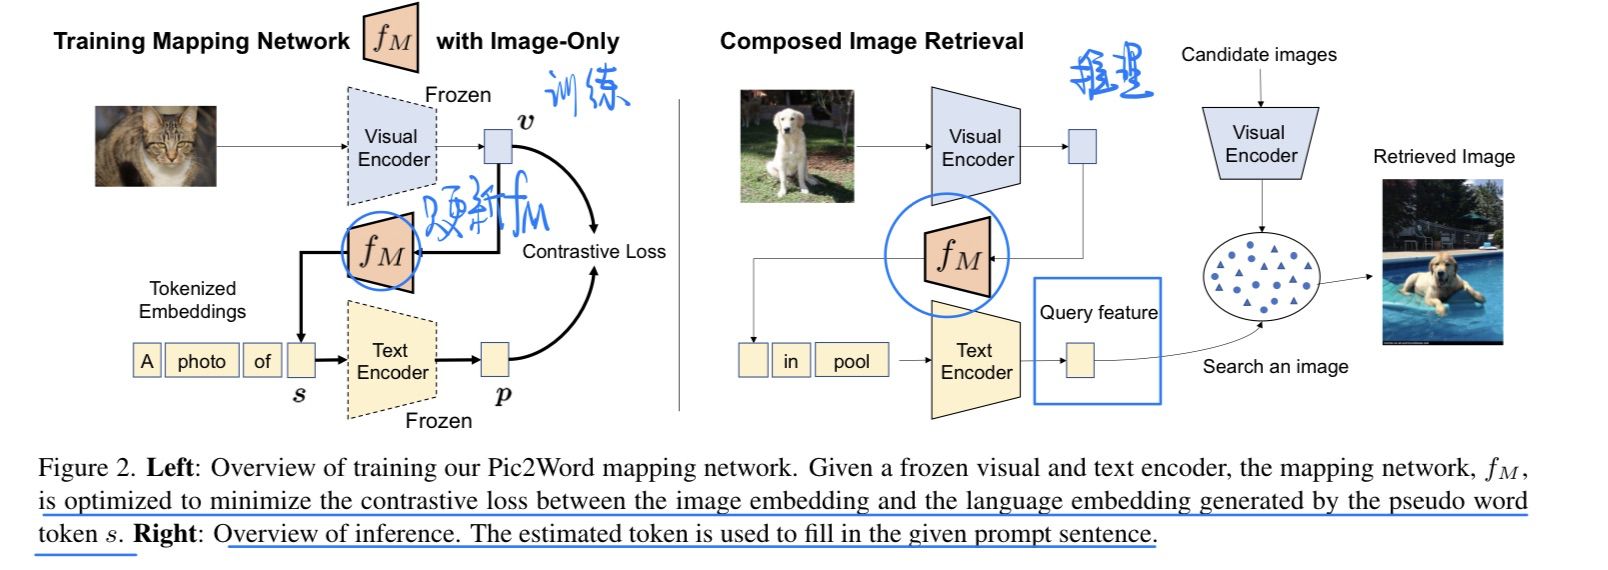 Training Mapping Network f_M with Image-Only
训练
Frozen
Visual
Encoder
v
更新f_M
f_M
Contrastive Loss
Tokenized
Embeddings
A photo of
s
Text
Encoder
p
Frozen
Composed Image Retrieval
推理
Visual
Encoder
f_M
Query feature
in pool
Text
Encoder
Candidate images
Visual
Encoder
Retrieved Image
Search an image
Figure 2. Left: Overview of training our Pic2Word mapping network. Given a frozen visual and text encoder, the mapping network, f_M,
is optimized to minimize the contrastive loss between the image embedding and the language embedding generated by the pseudo word
token s. Right: Overview of inference. The estimated token is used to fill in the given prompt sentence.